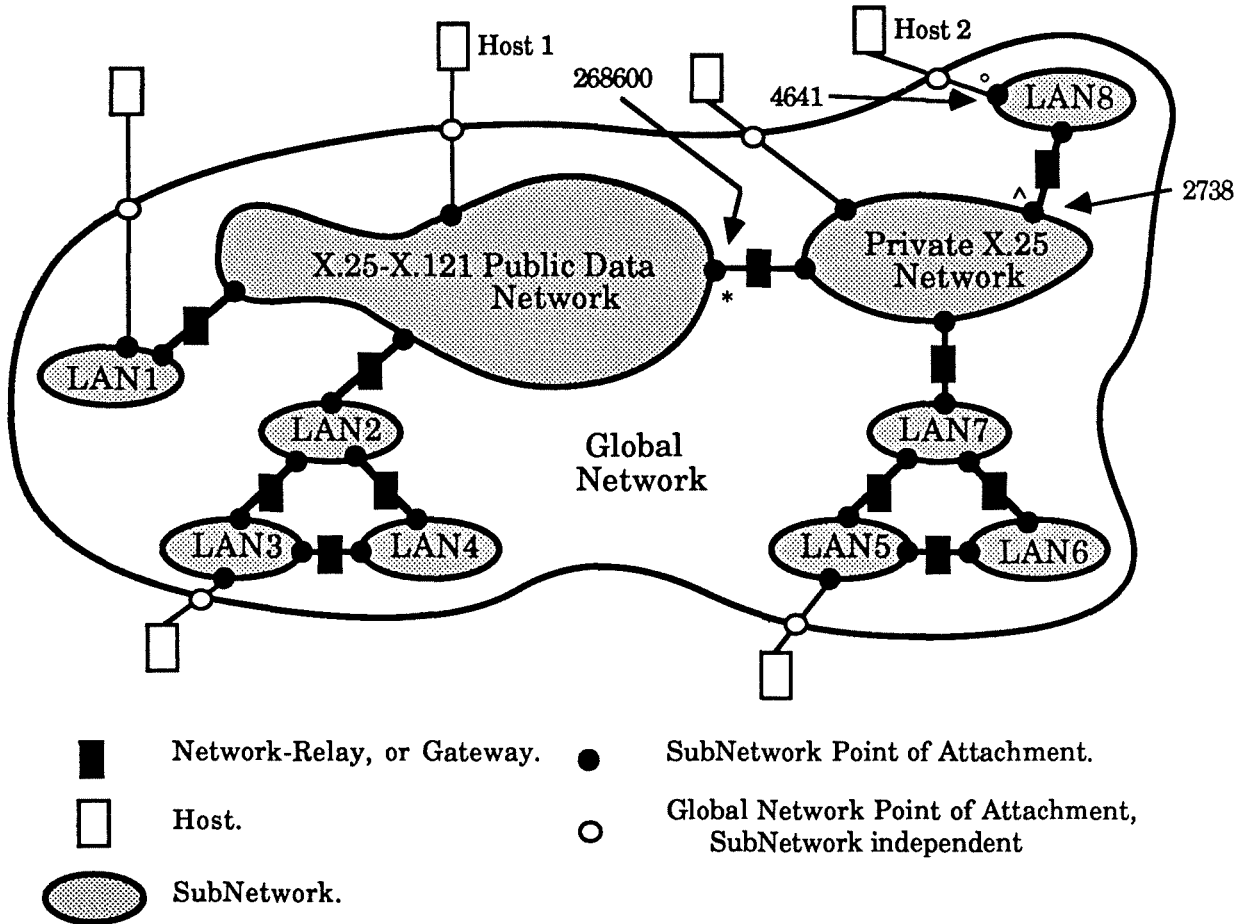 Host 1
Host 2
268600
4641
LAN8
^
2738
X.25-X.121 Public Data
Network
*
Private X.25
Network
LAN1
LAN2
Global
Network
LAN7
LAN3
LAN4
LAN5
LAN6
Network-Relay, or Gateway.
SubNetwork Point of Attachment.
Host.
Global Network Point of Attachment,
SubNetwork independent
SubNetwork.